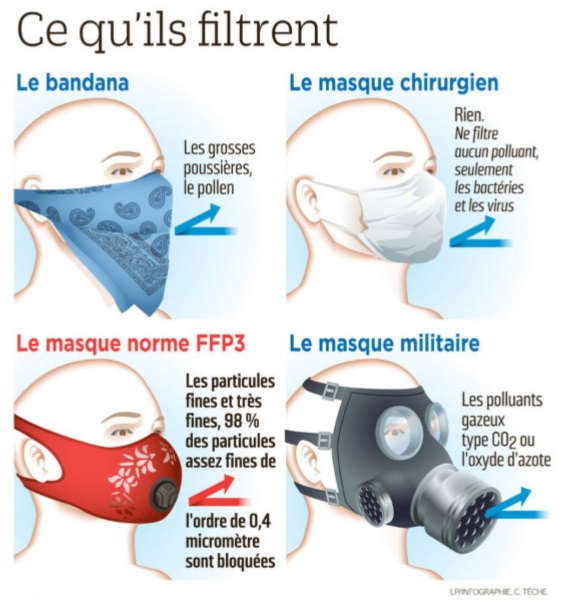 Ce qu'ils filtrent
Le bandana
Les grosses
poussières,
le pollen
Le masque chirurgien
Rien.
Ne filtre
aucun polluant,
seulement
les bactéries
et les virus
Le masque norme FFP3
Les particules
fines et très
fines, 98 %
des particules
assez fines de
l'ordre de 0,4
micromètre
sont bloquées
Le masque militaire
Les polluants
gazeux
type CO2 ou
l'oxyde d'azote
LP/INFOGRAPHIE, C. TÊCHE.